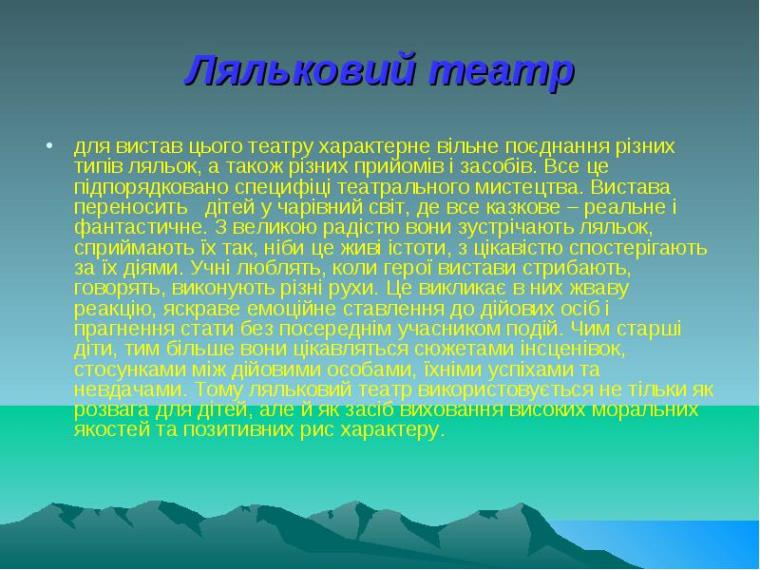 Ляльковий театр
• для вистав цього театру характерне вільне поєднання різних
типів ляльок, а також різних прийомів і засобів. Все це
підпорядковано специфіці театрального мистецтва. Вистава
переносить   дітей у чарівний світ, де все казкове – реальне і
фантастичне. З великою радістю вони зустрічають ляльок,
сприймають їх так, ніби це живі істоти, з цікавістю спостерігають
за їх діями. Учні люблять, коли герої вистави стрибають,
говорять, виконують різні рухи. Це викликає в них жваву
реакцію, яскраве емоційне ставлення до дійових осіб і
прагнення стати без посереднім учасником подій. Чим старші
діти, тим більше вони цікавляться сюжетами інсценівок,
стосунками між дійовими особами, їхніми успіхами та
невдачами. Тому ляльковий театр використовується не тільки як
розвага для дітей, але й як засіб виховання високих моральних
якостей та позитивних рис характеру.